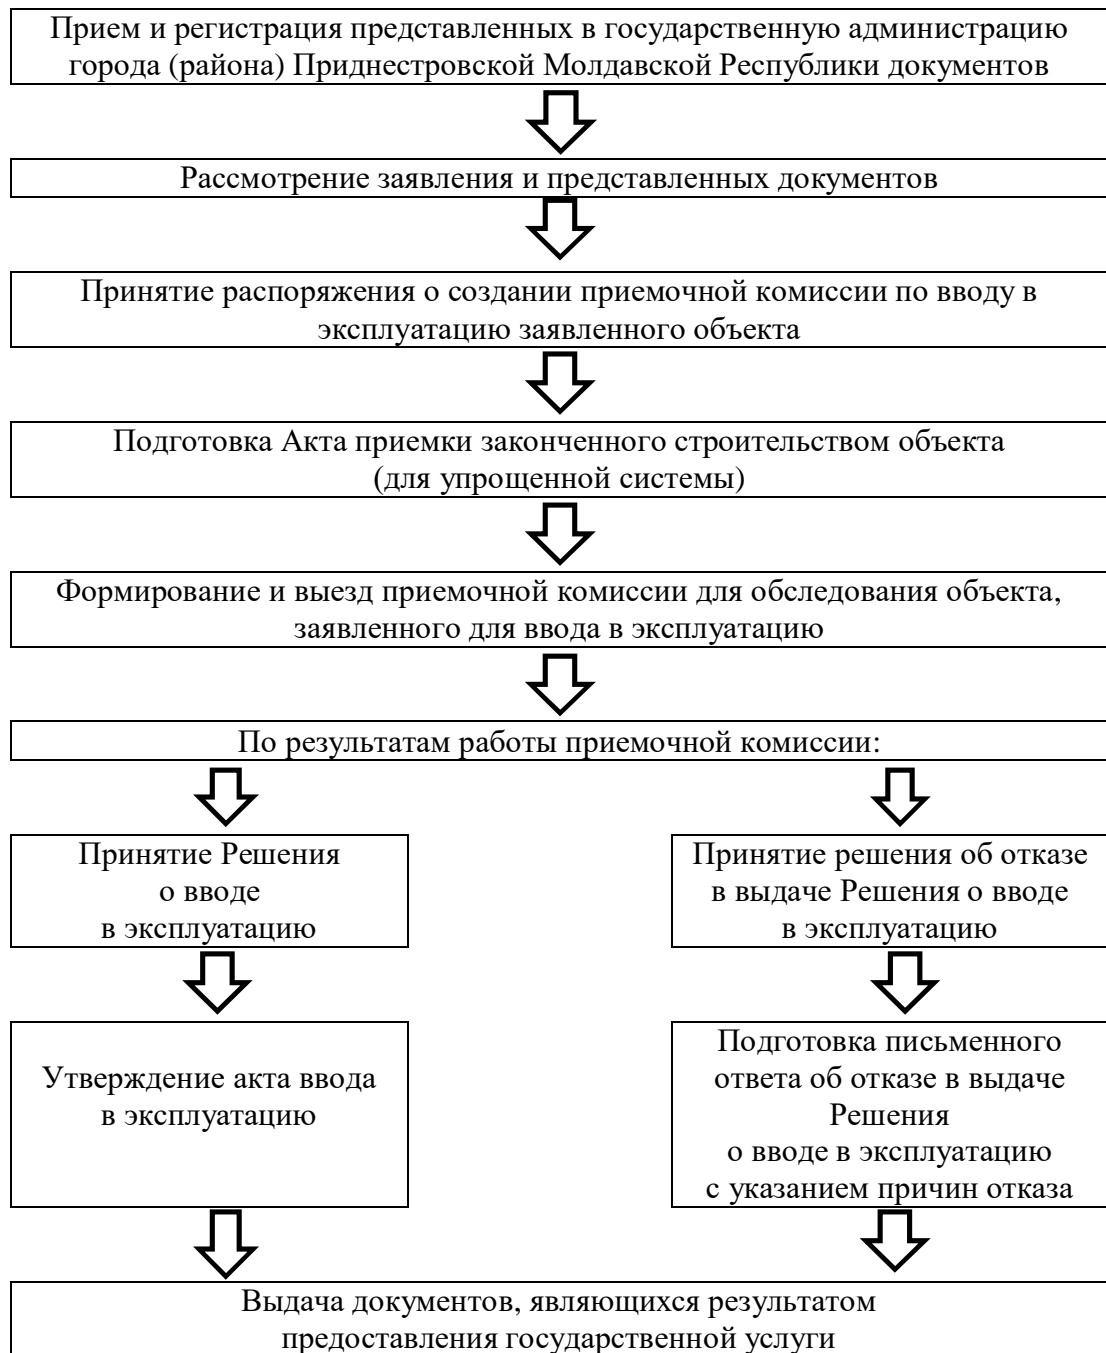 Прием и регистрация представленных в государственную администрацию
города (района) Приднестровской Молдавской Республики документов
Рассмотрение заявления и представленных документов
Принятие распоряжения о создании приемочной комиссии по вводу в
эксплуатацию заявленного объекта
Подготовка Акта приемки законченного строительством объекта
(для упрощенной системы)
Формирование и выезд приемочной комиссии для обследования объекта,
заявленного для ввода в эксплуатацию
По результатам работы приемочной комиссии:
Принятие Решения
о вводе
в эксплуатацию
Принятие решения об отказе
в выдаче Решения о вводе
в эксплуатацию
Утверждение акта ввода
в эксплуатацию
Подготовка письменного
ответа об отказе в выдаче
Решения
о вводе в эксплуатацию
с указанием причин отказа
Выдача документов, являющихся результатом
предоставления государственной услуги